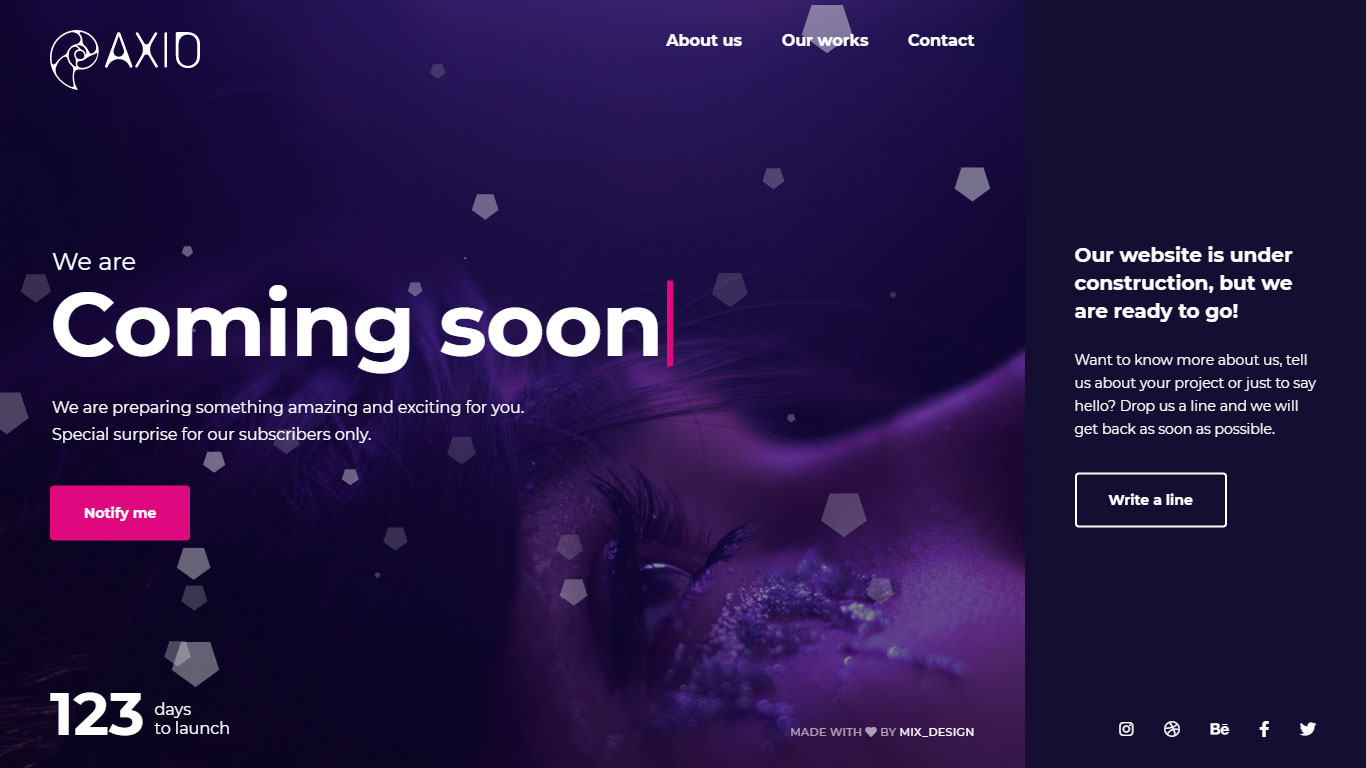 AXIO
About us Our works Contact
We are
Coming soon
We are preparing something amazing and exciting for you.
Special surprise for our subscribers only.
Notify me
123 days
to launch
MADE WITH BY MIX_DESIGN
Our website is under
construction, but we
are ready to go!
Want to know more about us, tell
us about your project or just to say
hello? Drop us a line and we will
get back as soon as possible.
Write a line
Bē